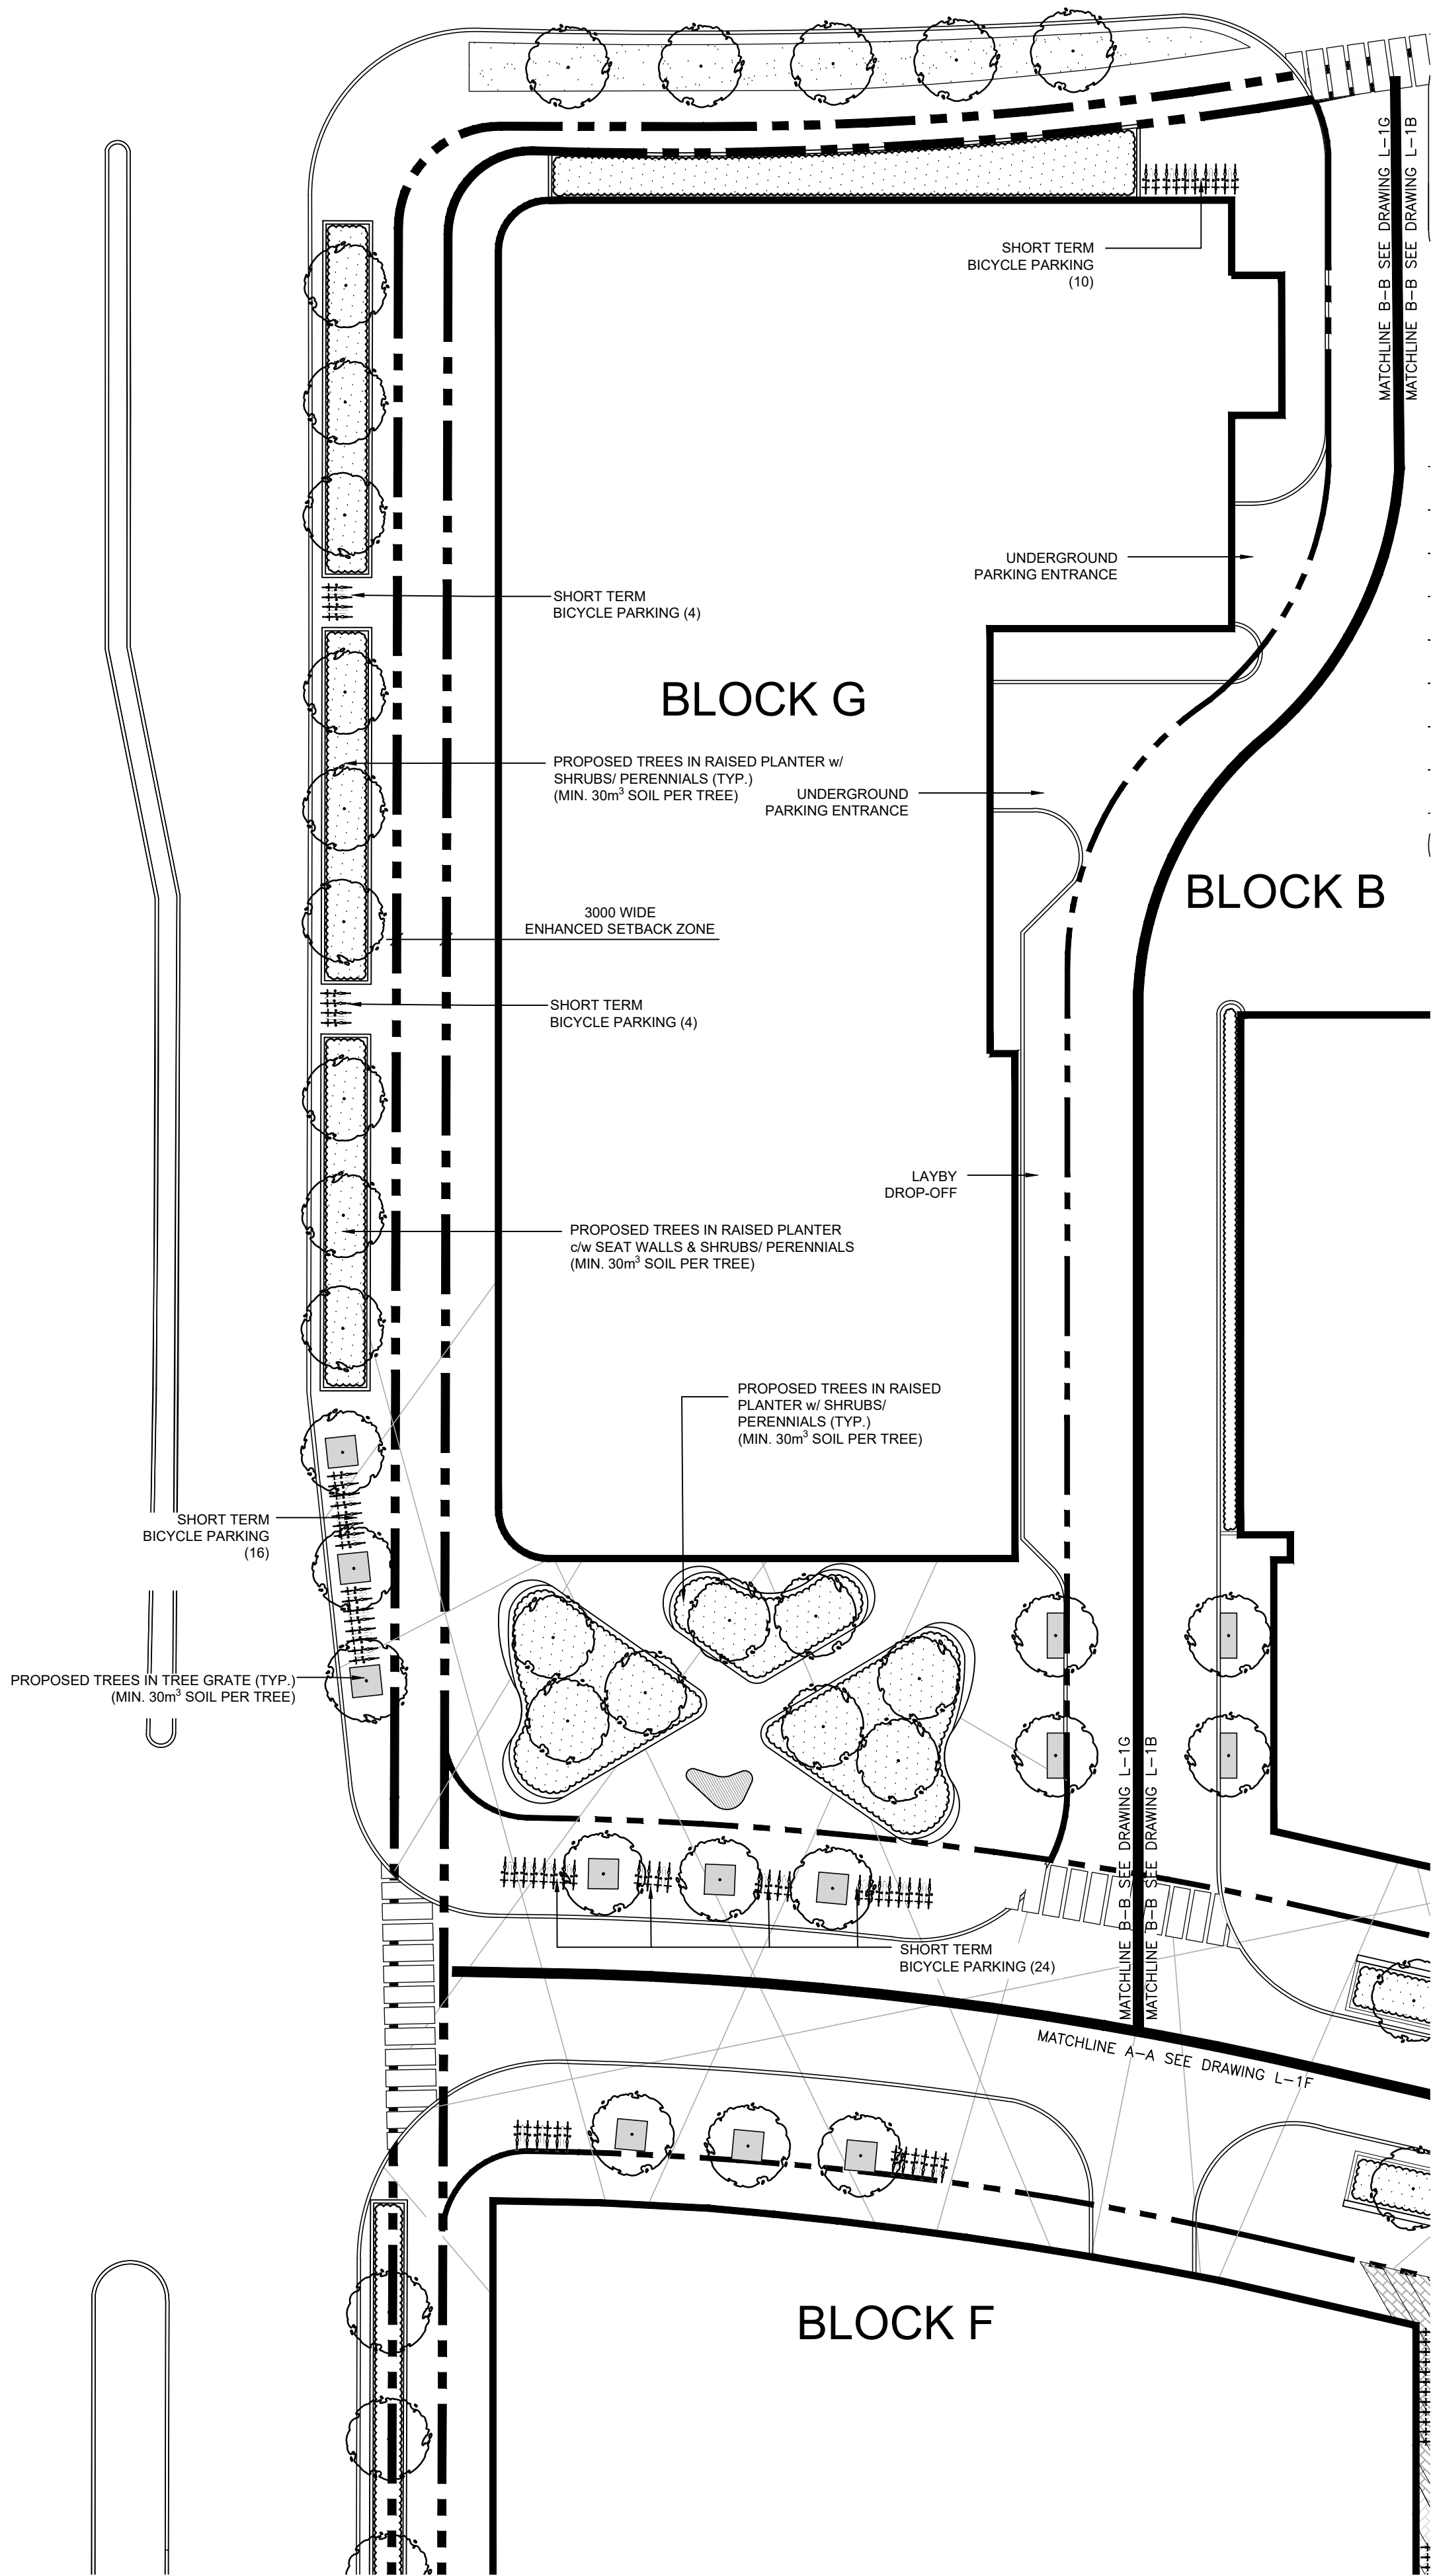 MATCHLINE B-B SEE DRAWING L-1G
MATCHLINE B-B SEE DRAWING L-1B
SHORT TERM
BICYCLE PARKING
(10)
UNDERGROUND
PARKING ENTRANCE
SHORT TERM
BICYCLE PARKING (4)
BLOCK G
PROPOSED TREES IN RAISED PLANTER w/
SHRUBS/ PERENNIALS (TYP.)
(MIN. 30m³ SOIL PER TREE)
UNDERGROUND
PARKING ENTRANCE
BLOCK B
3000 WIDE
ENHANCED SETBACK ZONE
SHORT TERM
BICYCLE PARKING (4)
LAYBY
DROP-OFF
PROPOSED TREES IN RAISED PLANTER
c/w SEAT WALLS & SHRUBS/ PERENNIALS
(MIN. 30m³ SOIL PER TREE)
PROPOSED TREES IN RAISED
PLANTER w/ SHRUBS/
PERENNIALS (TYP.)
(MIN. 30m³ SOIL PER TREE)
SHORT TERM
BICYCLE PARKING
(16)
PROPOSED TREES IN TREE GRATE (TYP.)
(MIN. 30m³ SOIL PER TREE)
MATCHLINE B-B SEE DRAWING L-1G
MATCHLINE B-B SEE DRAWING L-1B
SHORT TERM
BICYCLE PARKING (24)
MATCHLINE A-A SEE DRAWING L-1F
BLOCK F